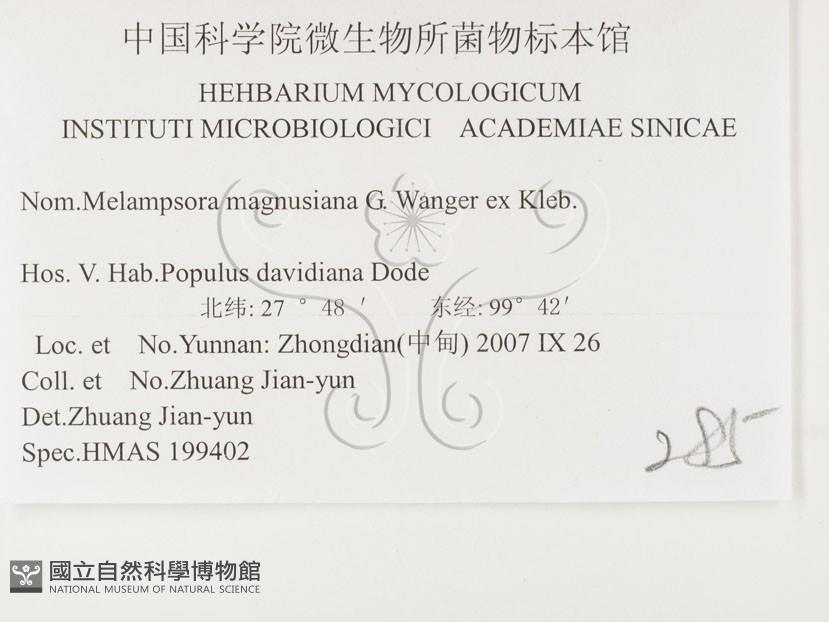 中国科学院微生物所菌物标本馆
HEHBARIUM MYCOLOGICUM
INSTITUTI MICROBIOLOGICI ACADEMIAE SINICAE
Nom.Melampsora magnusiana G. Wanger ex Kleb.
Hos. V. Hab.Populus davidiana Dode
北纬: 27 ° 48 ′ 东经: 99° 42′
Loc. et No.Yunnan: Zhongdian(中甸) 2007 IX 26
Coll. et No.Zhuang Jian-yun
Det.Zhuang Jian-yun
Spec.HMAS 199402
285
國立自然科學博物館
NATIONAL MUSEUM OF NATURAL SCIENCE